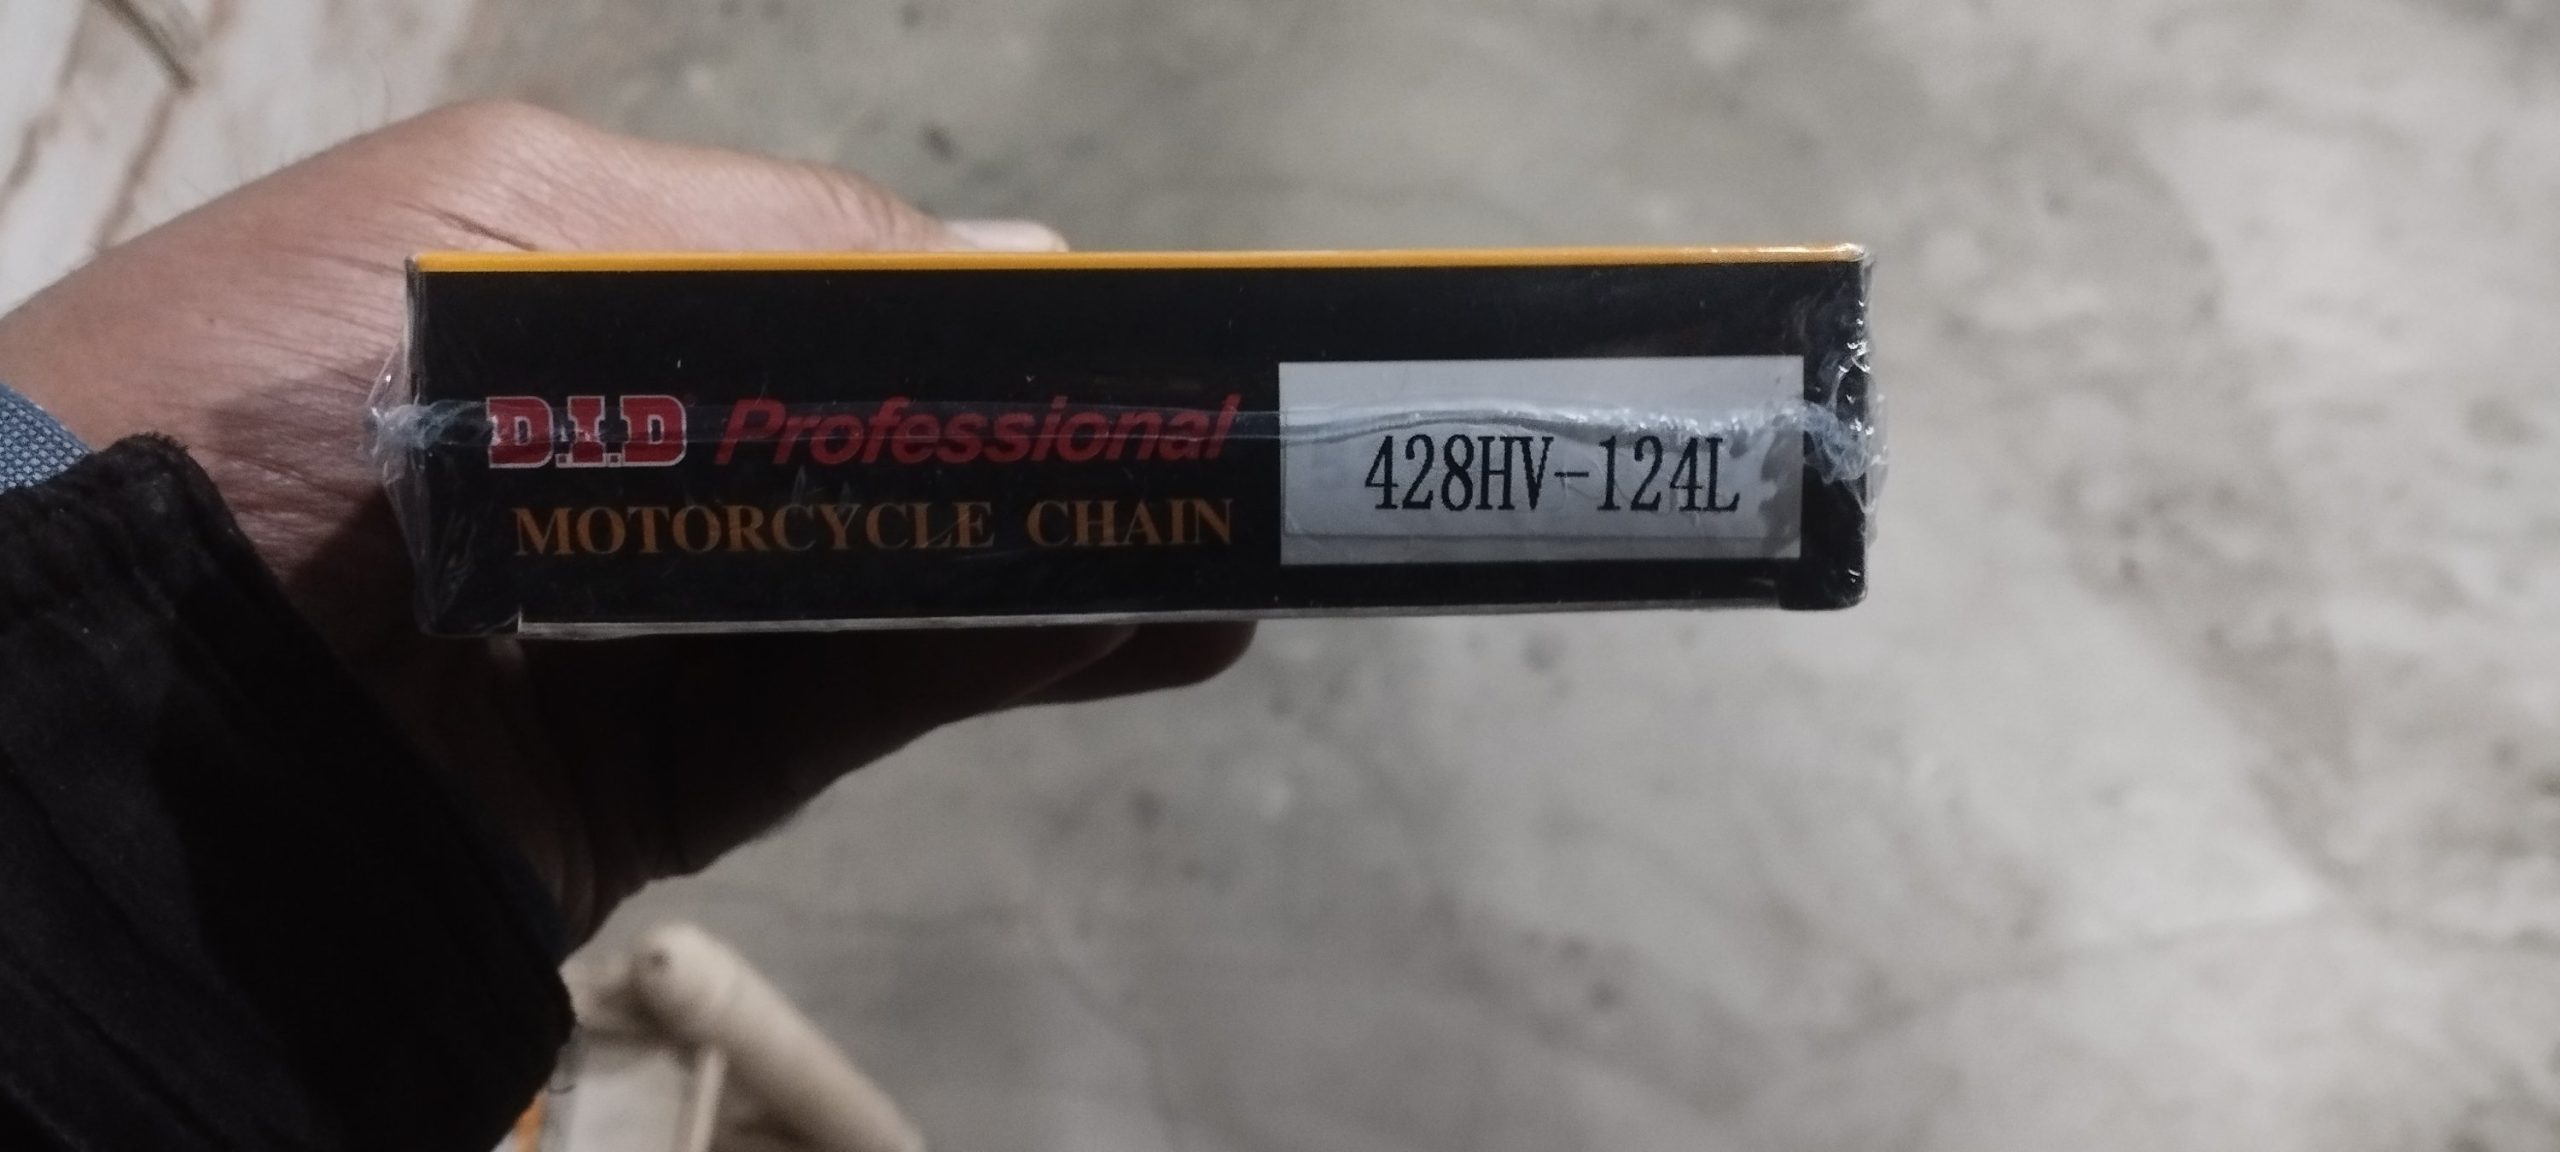 D.I.D Professional
MOTORCYCLE CHAIN
428HV-124L